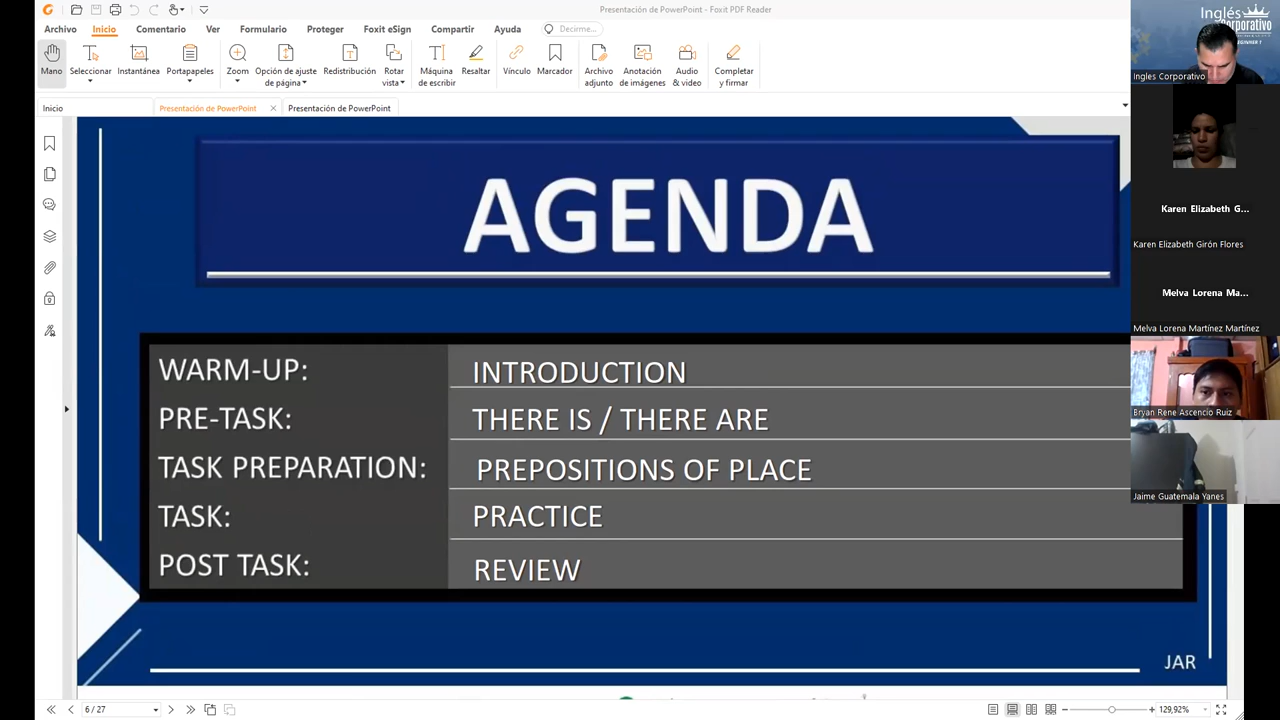 Presentación de PowerPoint - Foxit PDF Reader
Archivo Inicio Comentario Ver Formulario Proteger Foxit eSign Compartir Ayuda Decirme...
Mano Seleccionar Instantánea Portapapeles Zoom Opción de ajuste de página Redistribución Rotar vista Máquina de escribir Resaltar Vínculo Marcador Archivo adjunto Anotación de imágenes Audio & vídeo Completar y firmar
Inicio Presentación de PowerPoint Presentación de PowerPoint
AGENDA
WARM-UP: INTRODUCTION
PRE-TASK: THERE IS / THERE ARE
TASK PREPARATION: PREPOSITIONS OF PLACE
TASK: PRACTICE
POST TASK: REVIEW
JAR
6 / 27
129,92%
Inglés
Corporativo
BEGINNER 1
Ingles Corporativo
Karen Elizabeth G...
Karen Elizabeth Girón Flores
Melva Lorena Ma...
Melva Lorena Martínez Martínez
Bryan Rene Ascencio Ruiz
Jaime Guatemala Yanes